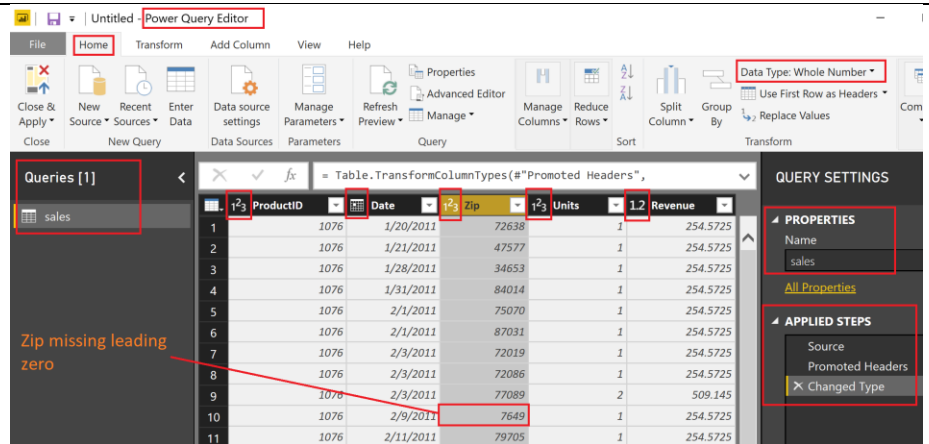 Untitled - Power Query Editor
File Home Transform Add Column View Help
Close & Apply
New Source
Recent Sources
Enter Data
Data source settings
Manage Parameters
Refresh Preview
Properties
Advanced Editor
Manage
Manage Columns
Reduce Rows
Split Column
Group By
Data Type: Whole Number
Use First Row as Headers
Replace Values
Close New Query Data Sources Parameters Query Sort Transform
Queries [1]
sales
fx = Table.TransformColumnTypes(#"Promoted Headers",
1²3 ProductID Date 1²3 Zip 1²3 Units 1.2 Revenue
1 1076 1/20/2011 72638 1 254.5725
2 1076 1/21/2011 47577 1 254.5725
3 1076 1/28/2011 34653 1 254.5725
4 1076 1/31/2011 84014 1 254.5725
5 1076 2/1/2011 75070 1 254.5725
6 1076 2/1/2011 87031 1 254.5725
7 1076 2/3/2011 72019 1 254.5725
8 1076 2/3/2011 72086 1 254.5725
9 1076 2/3/2011 77089 2 509.145
10 1076 2/9/2011 7649 1 254.5725
11 1076 2/11/2011 79705 1 254.5725
Zip missing leading
zero
QUERY SETTINGS
PROPERTIES
Name
sales
All Properties
APPLIED STEPS
Source
Promoted Headers
Changed Type